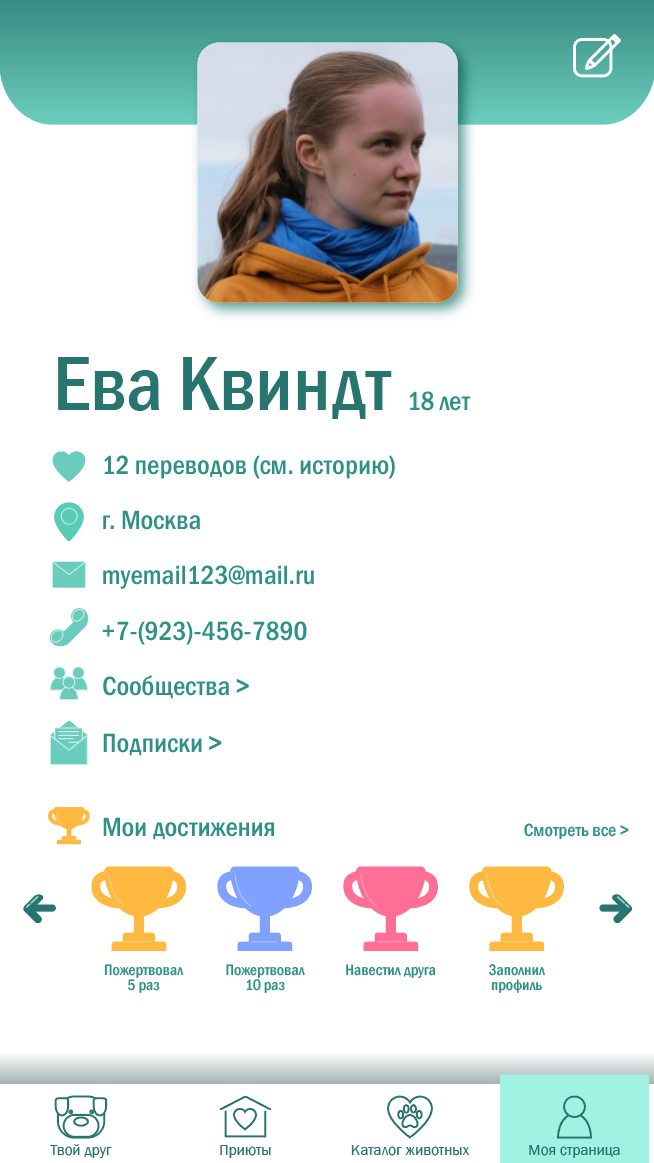 Ева Квиндт 18 лет
12 переводов (см. историю)
г. Москва
myemail123@mail.ru
+7-(923)-456-7890
Сообщества >
Подписки >
Мои достижения Смотреть все >
Пожертвовал
5 раз
Пожертвовал
10 раз
Навестил друга
Заполнил
профиль
Твой друг
Приюты
Каталог животных
Моя страница